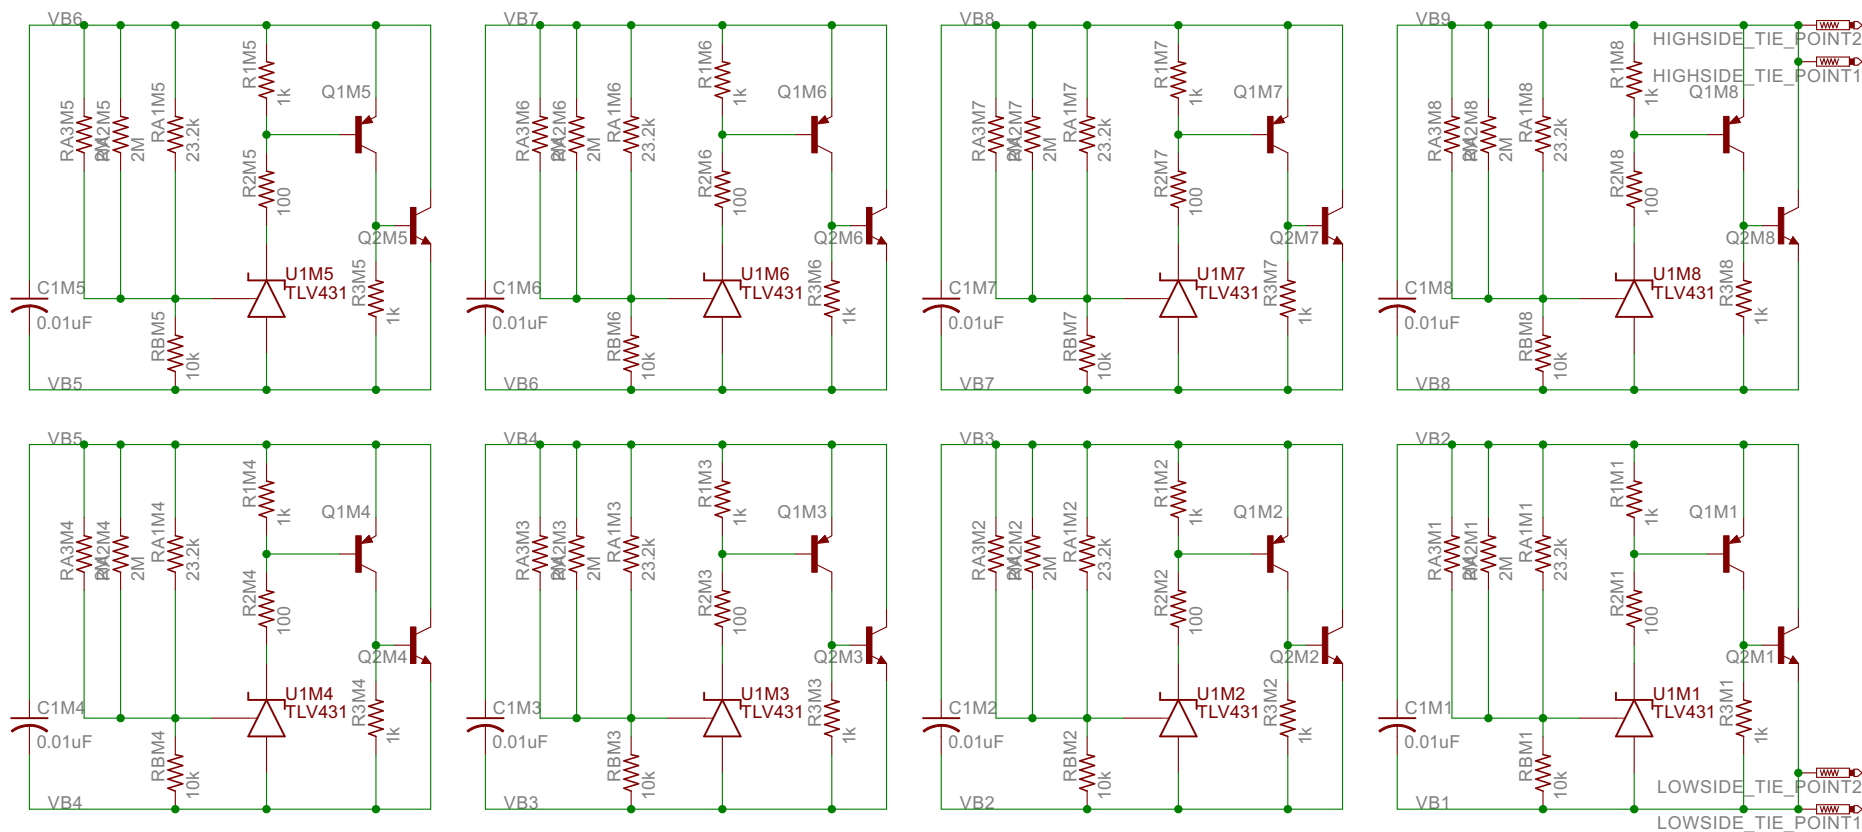 VB6
RA3M5
RA2M5
2M
RA1M5
23.2k
R1M5
1k
Q1M5
R2M5
100
Q2M5
U1M5
TLV431
R3M5
1k
C1M5
0.01uF
RBM5
10k
VB5
VB7
RA3M6
RA2M6
2M
RA1M6
23.2k
R1M6
1k
Q1M6
R2M6
100
Q2M6
U1M6
TLV431
R3M6
1k
C1M6
0.01uF
RBM6
10k
VB6
VB8
RA3M7
RA2M7
2M
RA1M7
23.2k
R1M7
1k
Q1M7
R2M7
100
Q2M7
U1M7
TLV431
R3M7
1k
C1M7
0.01uF
RBM7
10k
VB7
VB9
HIGHSIDE_TIE_POINT2
HIGHSIDE_TIE_POINT1
RA3M8
RA2M8
2M
RA1M8
23.2k
R1M8
1k
Q1M8
R2M8
100
Q2M8
U1M8
TLV431
R3M8
1k
C1M8
0.01uF
RBM8
10k
VB8
VB5
RA3M4
RA2M4
2M
RA1M4
23.2k
R1M4
1k
Q1M4
R2M4
100
Q2M4
U1M4
TLV431
R3M4
1k
C1M4
0.01uF
RBM4
10k
VB4
VB4
RA3M3
RA2M3
2M
RA1M3
23.2k
R1M3
1k
Q1M3
R2M3
100
Q2M3
U1M3
TLV431
R3M3
1k
C1M3
0.01uF
RBM3
10k
VB3
VB3
RA3M2
RA2M2
2M
RA1M2
23.2k
R1M2
1k
Q1M2
R2M2
100
Q2M2
U1M2
TLV431
R3M2
1k
C1M2
0.01uF
RBM2
10k
VB2
VB2
RA3M1
RA2M1
2M
RA1M1
23.2k
R1M1
1k
Q1M1
R2M1
100
Q2M1
U1M1
TLV431
R3M1
1k
C1M1
0.01uF
RBM1
10k
VB1
LOWSIDE_TIE_POINT2
LOWSIDE_TIE_POINT1